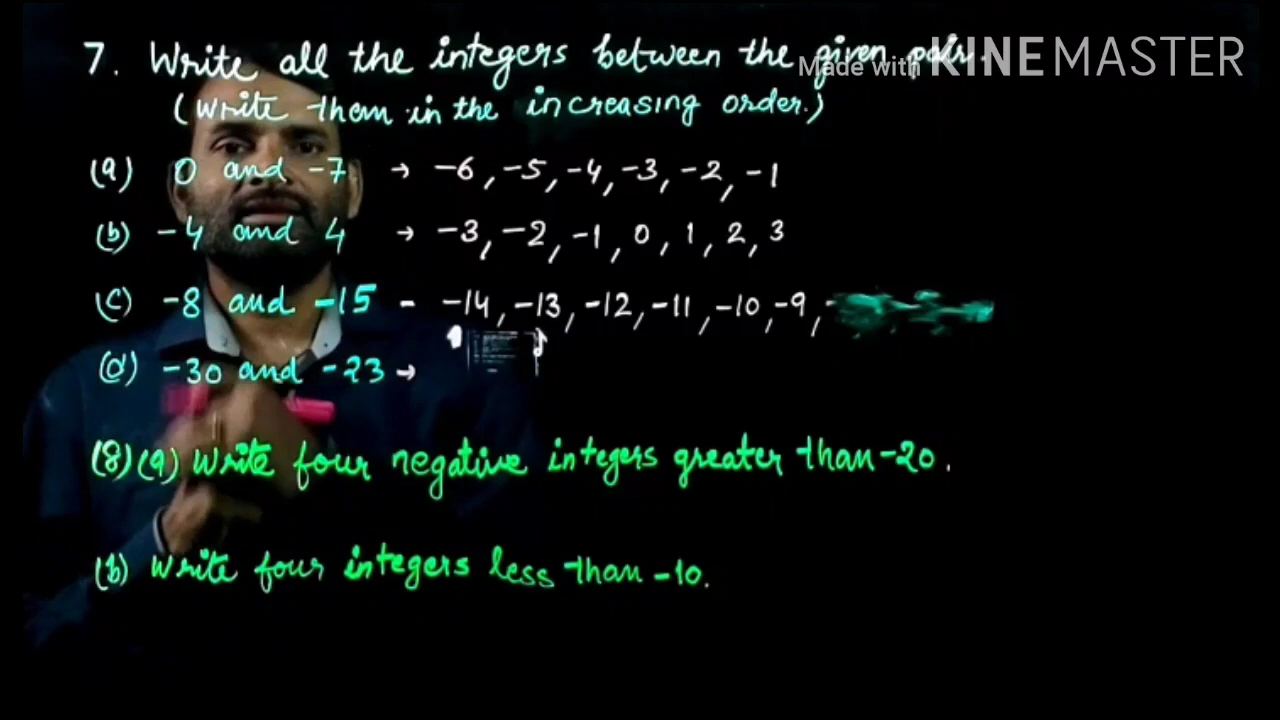 Made with KINEMASTER
7. Write all the integers between the given pair.
(Write them in the increasing order.)
(a) 0 and -7 → -6, -5, -4, -3, -2, -1
(b) -4 and 4 → -3, -2, -1, 0, 1, 2, 3
(c) -8 and -15 - -14, -13, -12, -11, -10, -9,
(d) -30 and -23 →
(8) (a) Write four negative integers greater than -20.
(b) Write four integers less than -10.